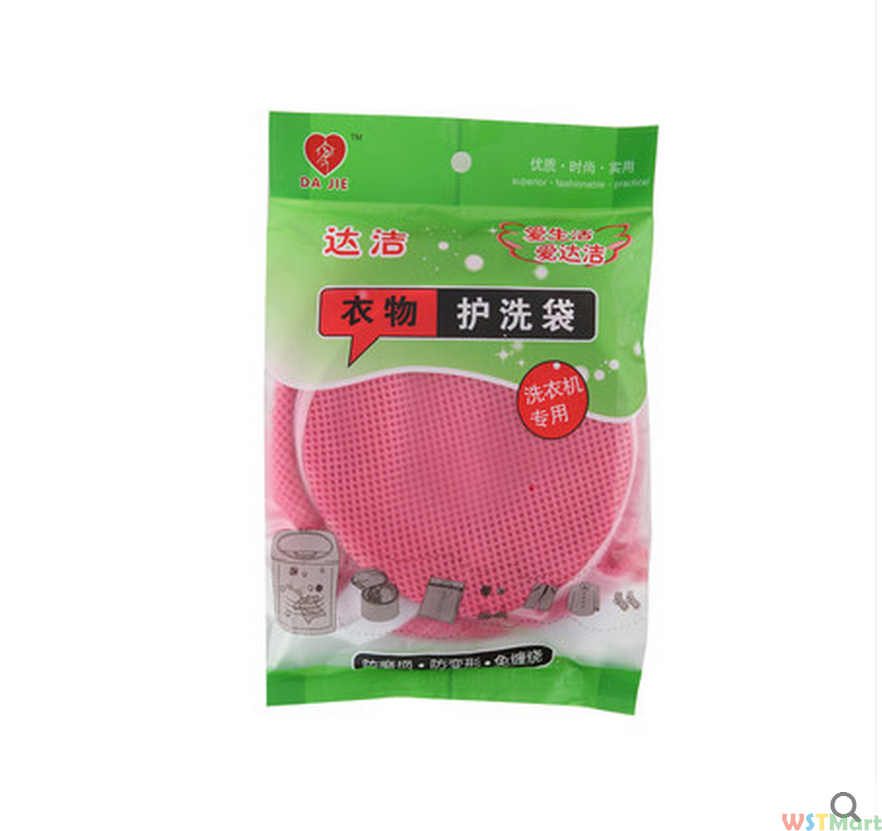 TM
DA JIE
优质·时尚·实用
superior·fashionable·practical
达洁
爱生活
爱达洁
衣物护洗袋
洗衣机
专用
防磨损·防变形·免缠绕
WSTMart